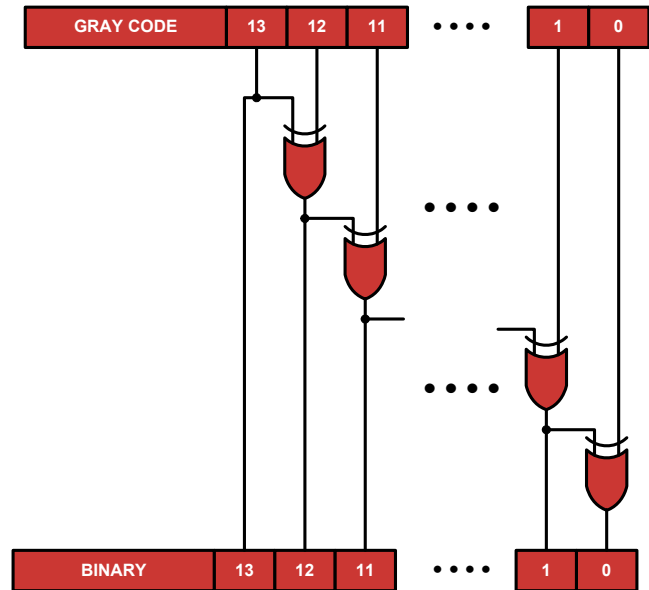 GRAY CODE 13 12 11 •••• 1 0
BINARY 13 12 11 •••• 1 0